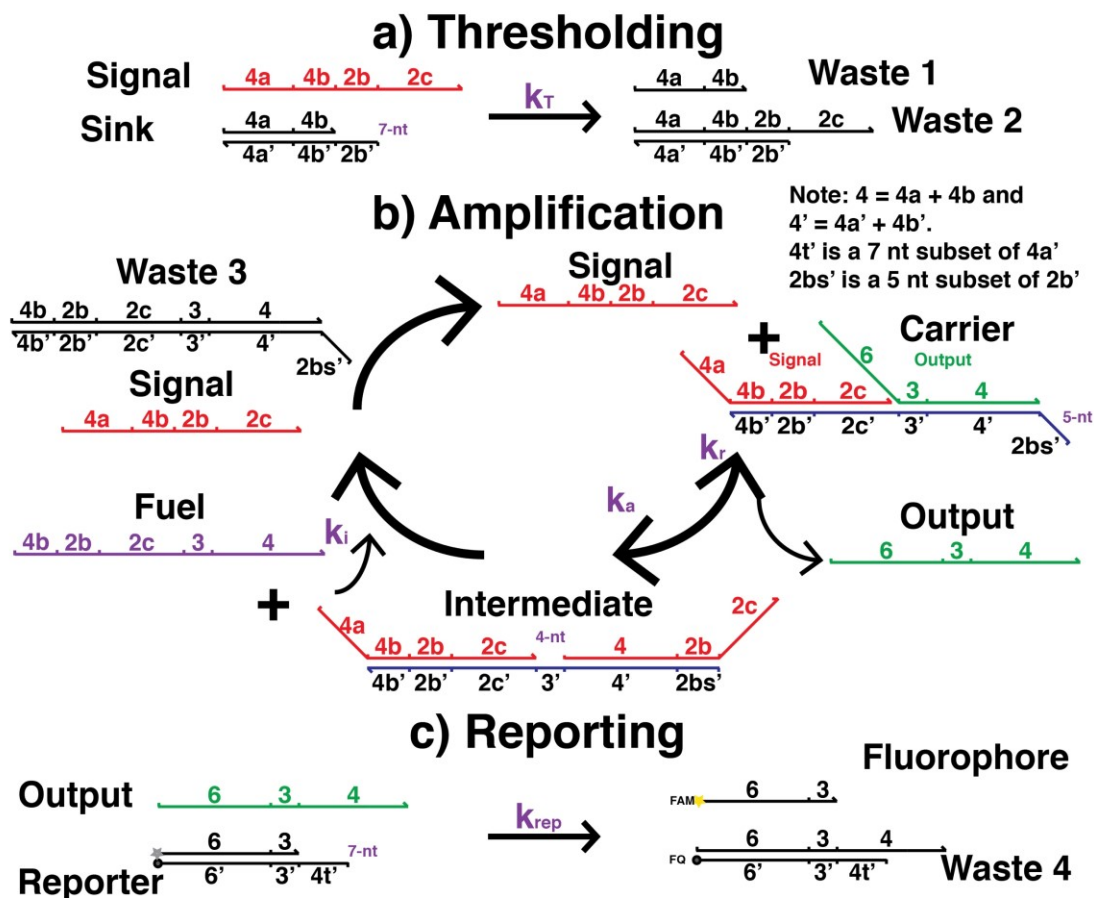 a) Thresholding
Signal 4a 4b 2b 2c
Sink 4a 4b 7-nt
4a' 4b' 2b'
kT
4a 4b Waste 1
4a 4b 2b 2c Waste 2
4a' 4b' 2b'
b) Amplification
Note: 4 = 4a + 4b and
4' = 4a' + 4b'.
4t' is a 7 nt subset of 4a'
2bs' is a 5 nt subset of 2b'
Waste 3
4b 2b 2c 3 4
4b' 2b' 2c' 3' 4'
2bs'
Signal
4a 4b 2b 2c
Signal
4a 4b 2b 2c
+
Carrier
4a Signal 6 Output
4b 2b 2c 3 4
4b' 2b' 2c' 3' 4' 5-nt
2bs'
kr
ka
ki
Fuel
4b 2b 2c 3 4
+
Output
6 3 4
Intermediate
4a 2c
4b 2b 2c 4-nt 4 2b
4b' 2b' 2c' 3' 4' 2bs'
c) Reporting
Output 6 3 4
Reporter 6 3 7-nt
6' 3' 4t'
krep
Fluorophore
FAM 6 3
6 3 4
FQ 6' 3' 4t' Waste 4